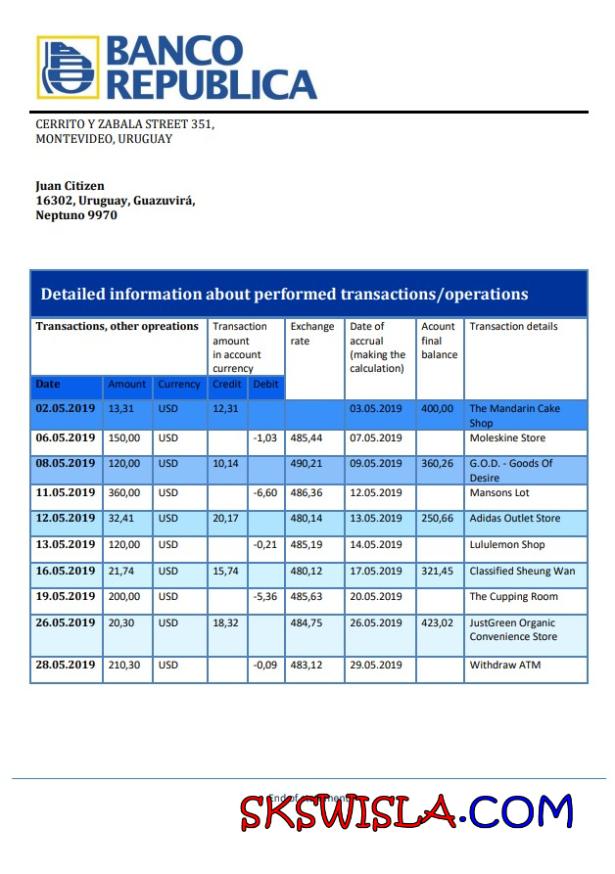 BANCO
REPUBLICA
CERRITO Y ZABALA STREET 351,
MONTEVIDEO, URUGUAY
Juan Citizen
16302, Uruguay, Guazuvirá,
Neptuno 9970
Detailed information about performed transactions/operations
Transactions, other opreations Transaction amount in account currency Exchange rate Date of accrual (making the calculation) Acount final balance Transaction details
Date Amount Currency Credit Debit
02.05.2019 13,31 USD 12,31 03.05.2019 400,00 The Mandarin Cake Shop
06.05.2019 150,00 USD -1,03 485,44 07.05.2019 Moleskine Store
08.05.2019 120,00 USD 10,14 490,21 09.05.2019 360,26 G.O.D. - Goods Of Desire
11.05.2019 360,00 USD -6,60 486,36 12.05.2019 Mansons Lot
12.05.2019 32,41 USD 20,17 480,14 13.05.2019 250,66 Adidas Outlet Store
13.05.2019 120,00 USD -0,21 485,19 14.05.2019 Lululemon Shop
16.05.2019 21,74 USD 15,74 480,12 17.05.2019 321,45 Classified Sheung Wan
19.05.2019 200,00 USD -5,36 485,63 20.05.2019 The Cupping Room
26.05.2019 20,30 USD 18,32 484,75 26.05.2019 423,02 JustGreen Organic Convenience Store
28.05.2019 210,30 USD -0,09 483,12 29.05.2019 Withdraw ATM
End of
SKSWISLA.COM